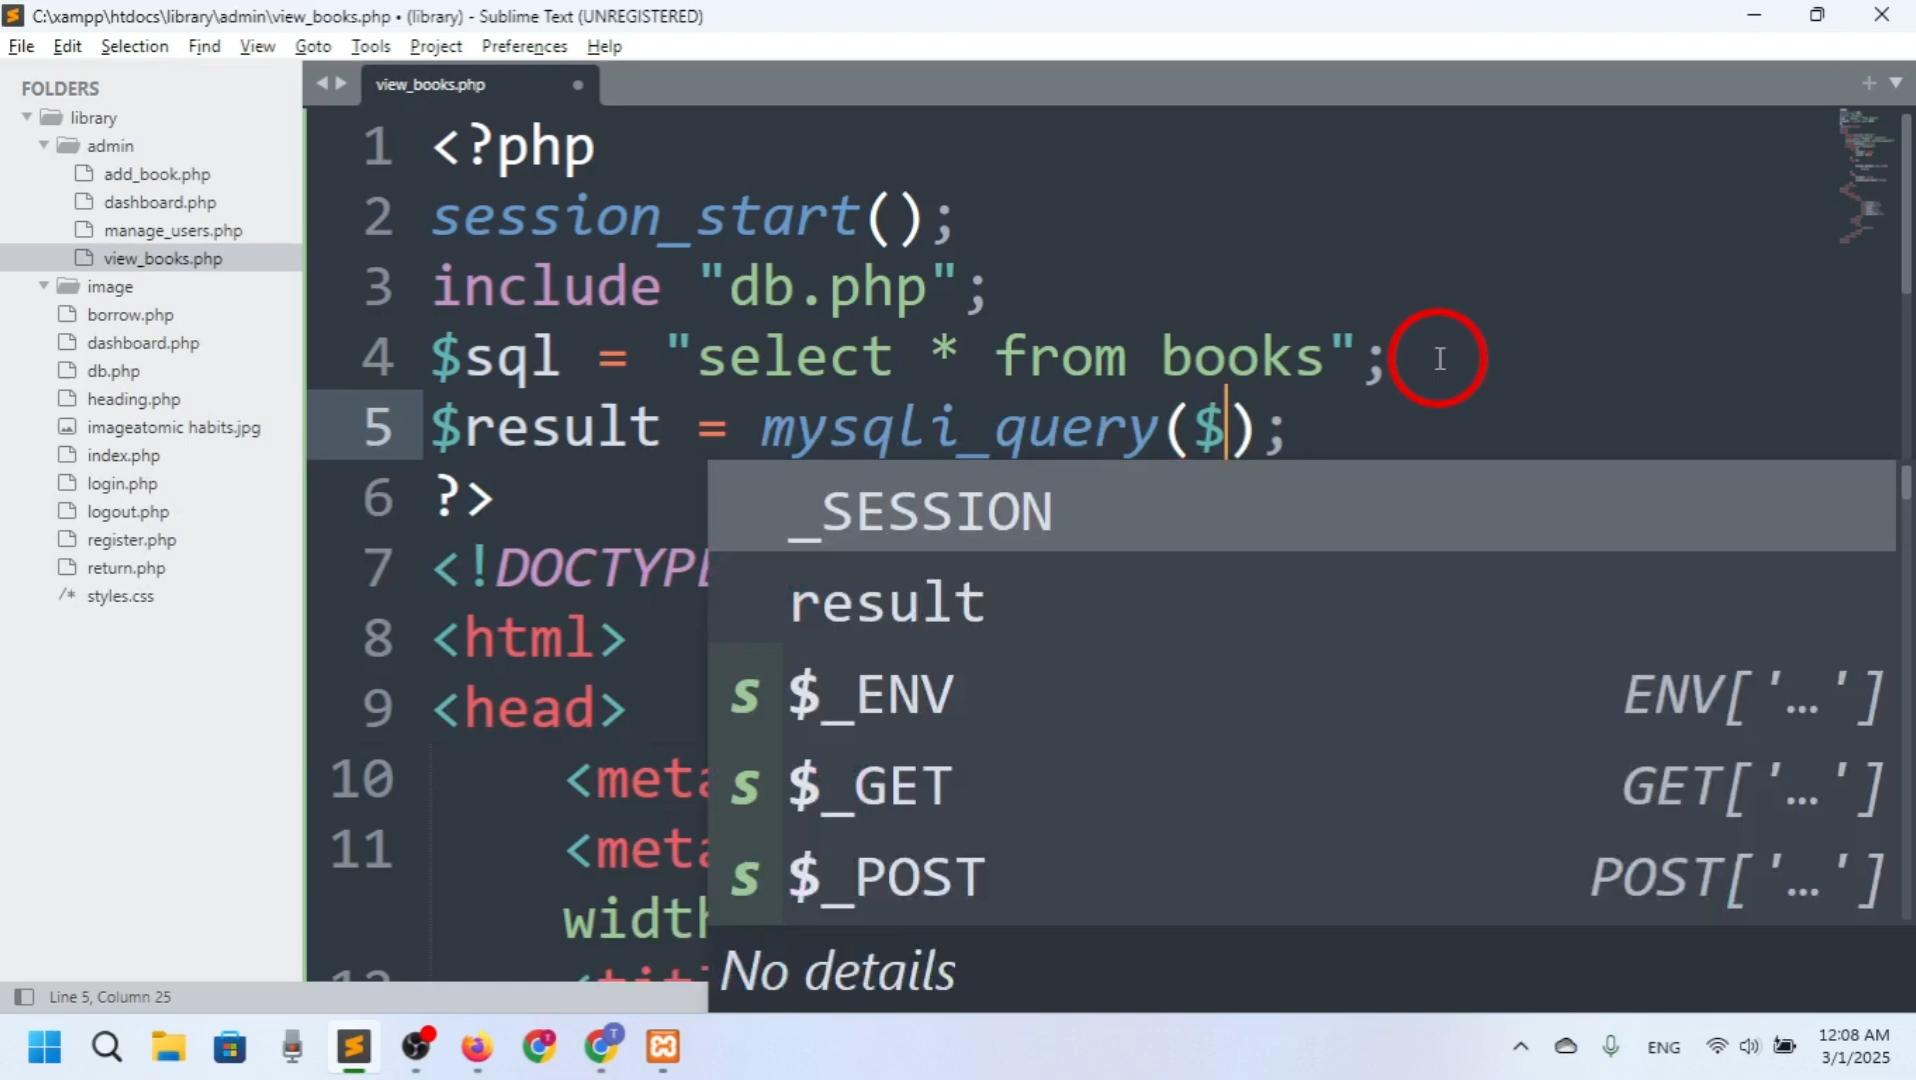 C:\xampp\htdocs\library\admin\view_books.php • (library) - Sublime Text (UNREGISTERED)
File Edit Selection Find View Goto Tools Project Preferences Help
FOLDERS
library
admin
add_book.php
dashboard.php
manage_users.php
view_books.php
image
borrow.php
dashboard.php
db.php
heading.php
imageatomic habits.jpg
index.php
login.php
logout.php
register.php
return.php
/* styles.css
view_books.php
1 <?php
2 session_start();
3 include "db.php";
4 $sql = "select * from books";
5 $result = mysqli_query($);
6 ?>
7 <!DOCTYPE
8 <html>
9 <head>
10 <meta
11 <meta
width
12 <titl
_SESSION
result
s $_ENV ENV['…']
s $_GET GET['…']
s $_POST POST['…']
No details
Line 5, Column 25
ENG
12:08 AM
3/1/2025